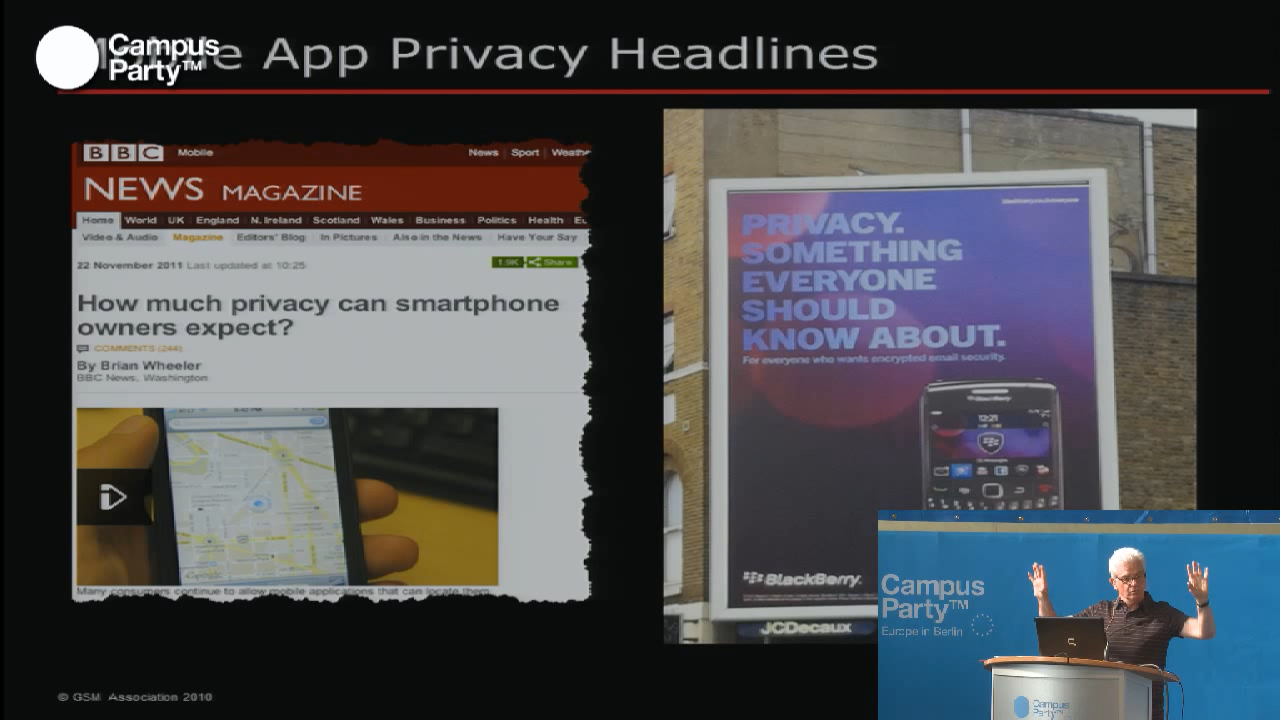 Mobile App Privacy Headlines
Campus
Party™
BBC Mobile News Sport
NEWS MAGAZINE
Home World UK England N. Ireland Scotland Wales Business Politics Health
Video & Audio Magazine Editors' Blog In Pictures Also in the News Have Your Say
22 November 2011 Last updated at 10:25
1.9K Share
How much privacy can smartphone
owners expect?
COMMENTS (244)
By Brian Wheeler
BBC News, Washington
Many consumers continue to allow mobile applications that can locate them
PRIVACY.
SOMETHING
EVERYONE
SHOULD
KNOW ABOUT.
For everyone who wants encrypted email security.
BlackBerry
12:21
BlackBerry.
JCDecaux
Campus
Party™
Europe in Berlin
Campus
Party™
© GSM Association 2010